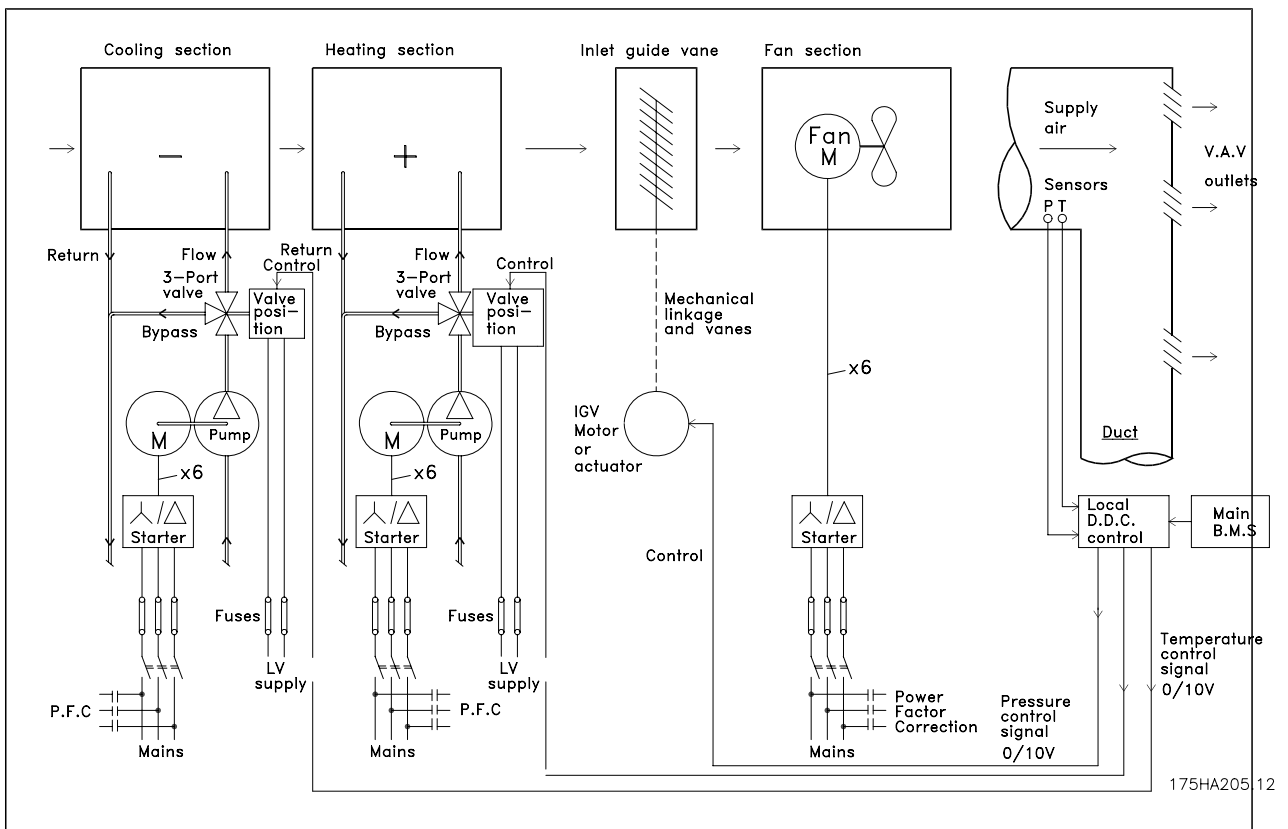 Cooling section
Heating section
Inlet guide vane
Fan section
−
+
Fan
M
Supply
air
V.A.V
outlets
Sensors
P T
Return
Flow
Return
Control
Flow
Control
3-Port
valve
3-Port
valve
Valve
posi-
tion
Valve
posi-
tion
Bypass
Bypass
Mechanical
linkage
and vanes
x6
IGV
Motor
or
actuator
M
Pump
M
Pump
Duct
x6
x6
Starter
Starter
Starter
Local
D.D.C.
control
Main
B.M.S
Control
Fuses
Fuses
LV
supply
LV
supply
Temperature
control
signal
0/10V
P.F.C
P.F.C
Power
Factor
Correction
Pressure
control
signal
0/10V
Mains
Mains
Mains
175HA205.12